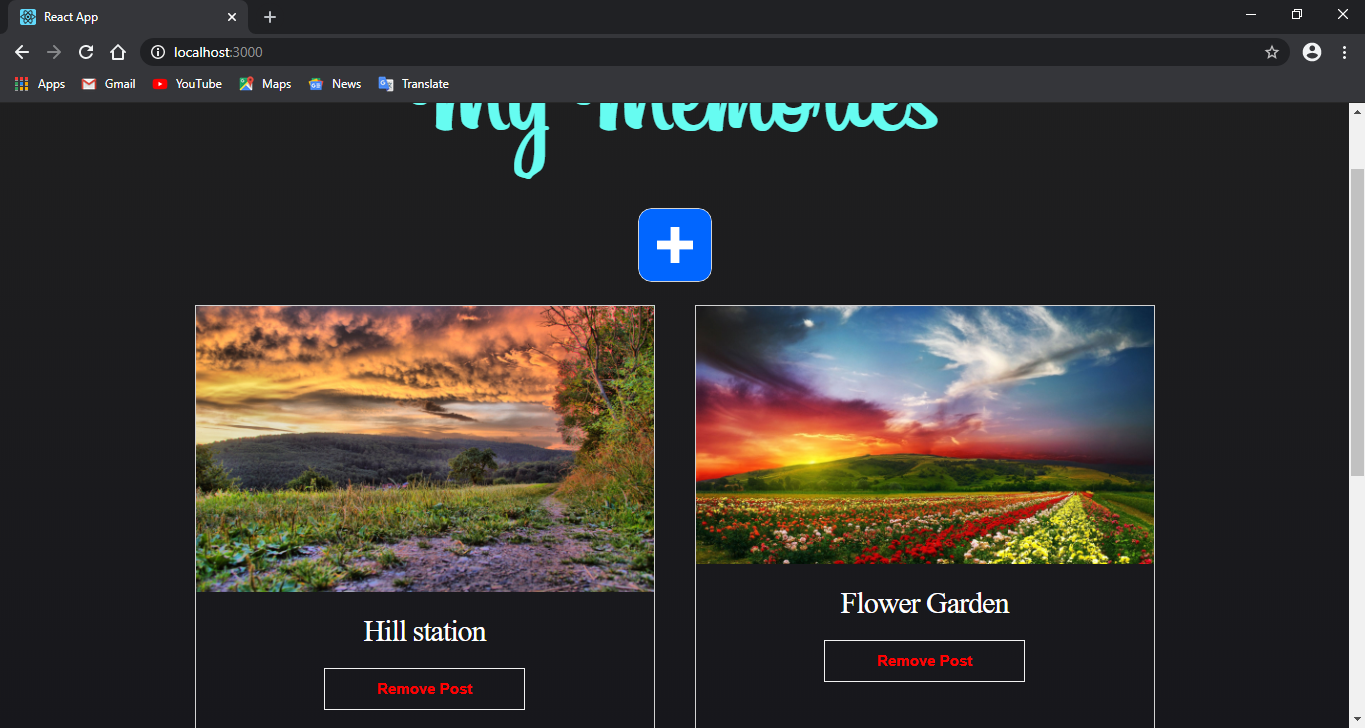 React App
localhost:3000
Apps Gmail YouTube Maps News Translate
My Memories
Hill station
Flower Garden
Remove Post
Remove Post